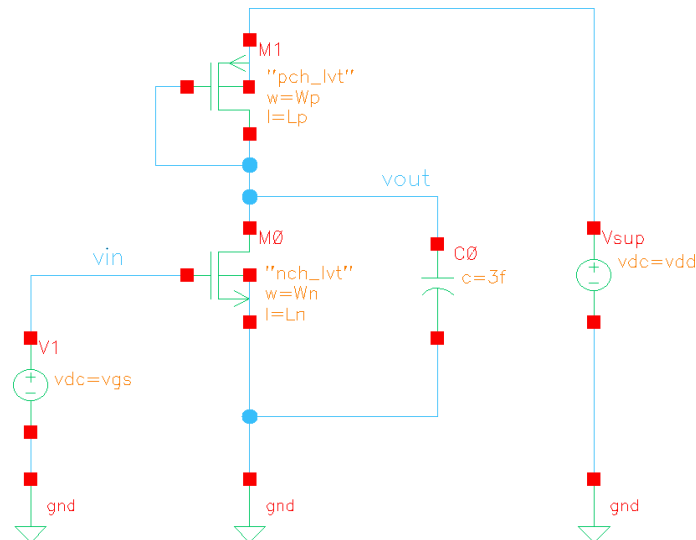 M1
"pch_lvt"
w=Wp
l=Lp
vout
MØ
vin
"nch_lvt"
w=Wn
l=Ln
CØ
c=3f
Vsup
vdc=vdd
V1
vdc=vgs
gnd
gnd
gnd